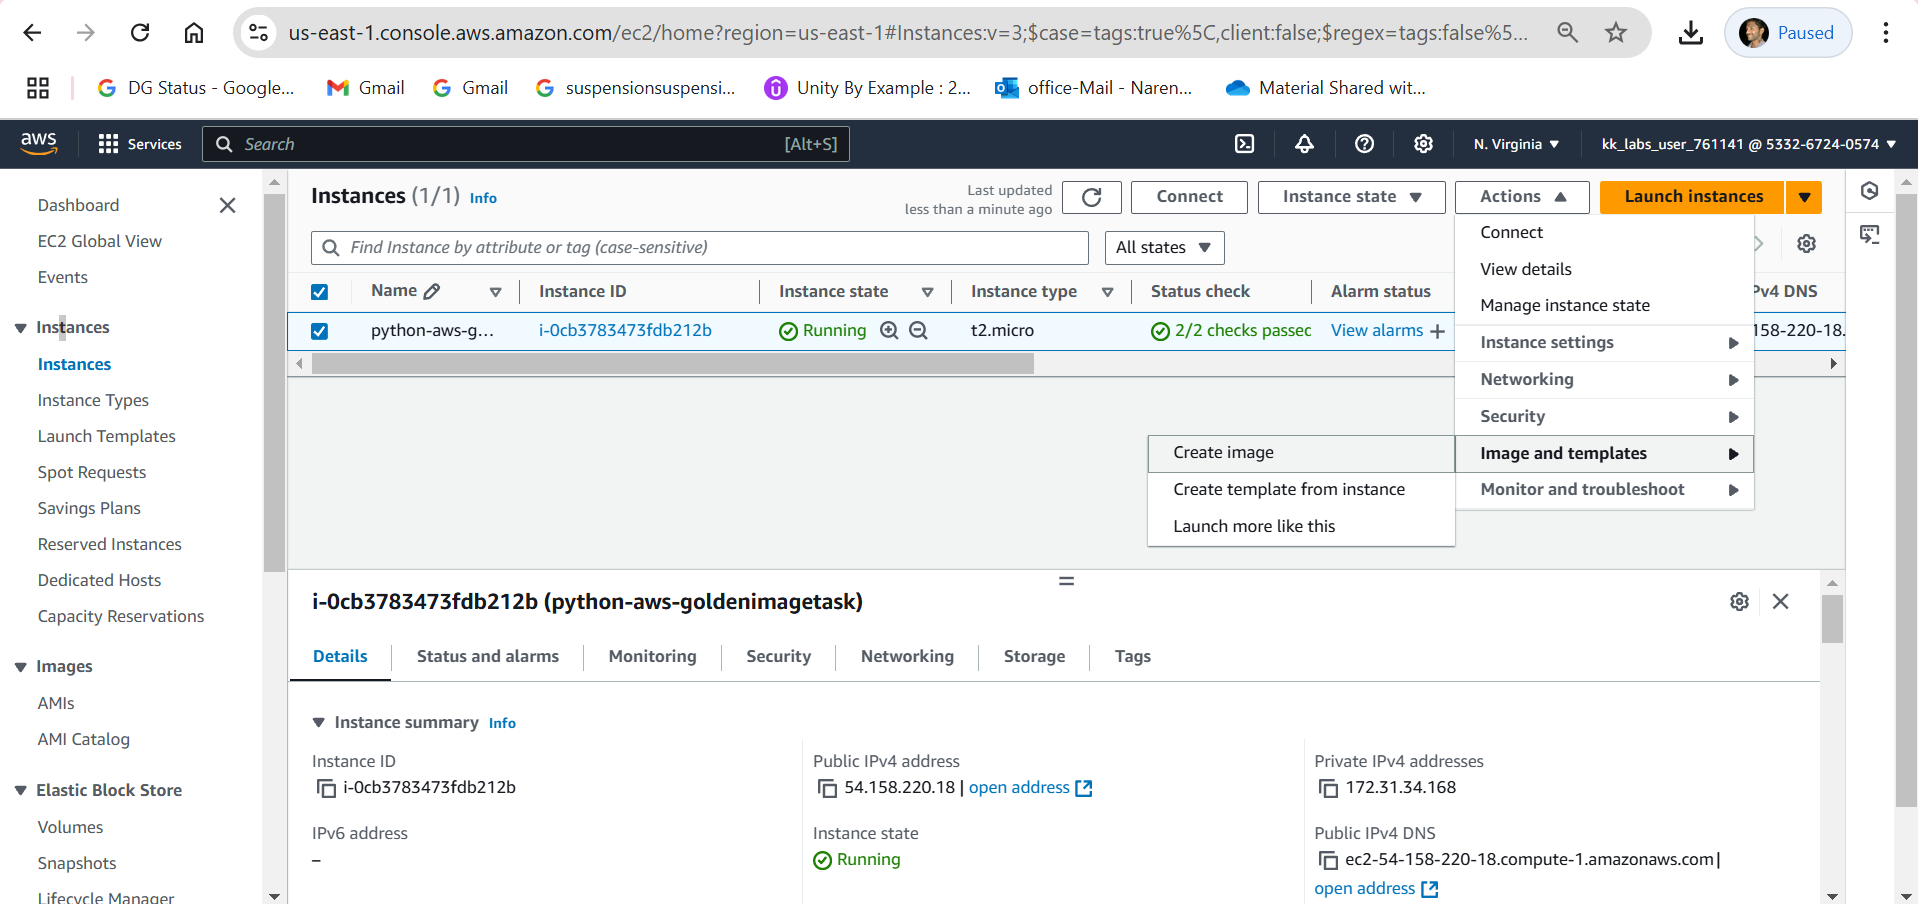 us-east-1.console.aws.amazon.com/ec2/home?region=us-east-1#Instances:v=3;$case=tags:true%5C,client:false;$regex=tags:false%5...
Paused
DG Status - Google...
Gmail
Gmail
suspensionsuspensi...
Unity By Example : 2...
office-Mail - Naren...
Material Shared wit...
aws
Services
Search
[Alt+S]
N. Virginia
kk_labs_user_761141 @ 5332-6724-0574
Dashboard
EC2 Global View
Events
Instances
Instances
Instance Types
Launch Templates
Spot Requests
Savings Plans
Reserved Instances
Dedicated Hosts
Capacity Reservations
Images
AMIs
AMI Catalog
Elastic Block Store
Volumes
Snapshots
Lifecycle Manager
Instances (1/1) Info
Last updated
less than a minute ago
Connect
Instance state
Actions
Launch instances
Find Instance by attribute or tag (case-sensitive)
All states
Name
Instance ID
Instance state
Instance type
Status check
Alarm status
Pv4 DNS
python-aws-g...
i-0cb3783473fdb212b
Running
t2.micro
2/2 checks passec
View alarms
158-220-18.
Connect
View details
Manage instance state
Instance settings
Networking
Security
Image and templates
Monitor and troubleshoot
Create image
Create template from instance
Launch more like this
i-0cb3783473fdb212b (python-aws-goldenimagetask)
Details
Status and alarms
Monitoring
Security
Networking
Storage
Tags
Instance summary Info
Instance ID
i-0cb3783473fdb212b
Public IPv4 address
54.158.220.18 | open address
Private IPv4 addresses
172.31.34.168
IPv6 address
–
Instance state
Running
Public IPv4 DNS
ec2-54-158-220-18.compute-1.amazonaws.com |
open address